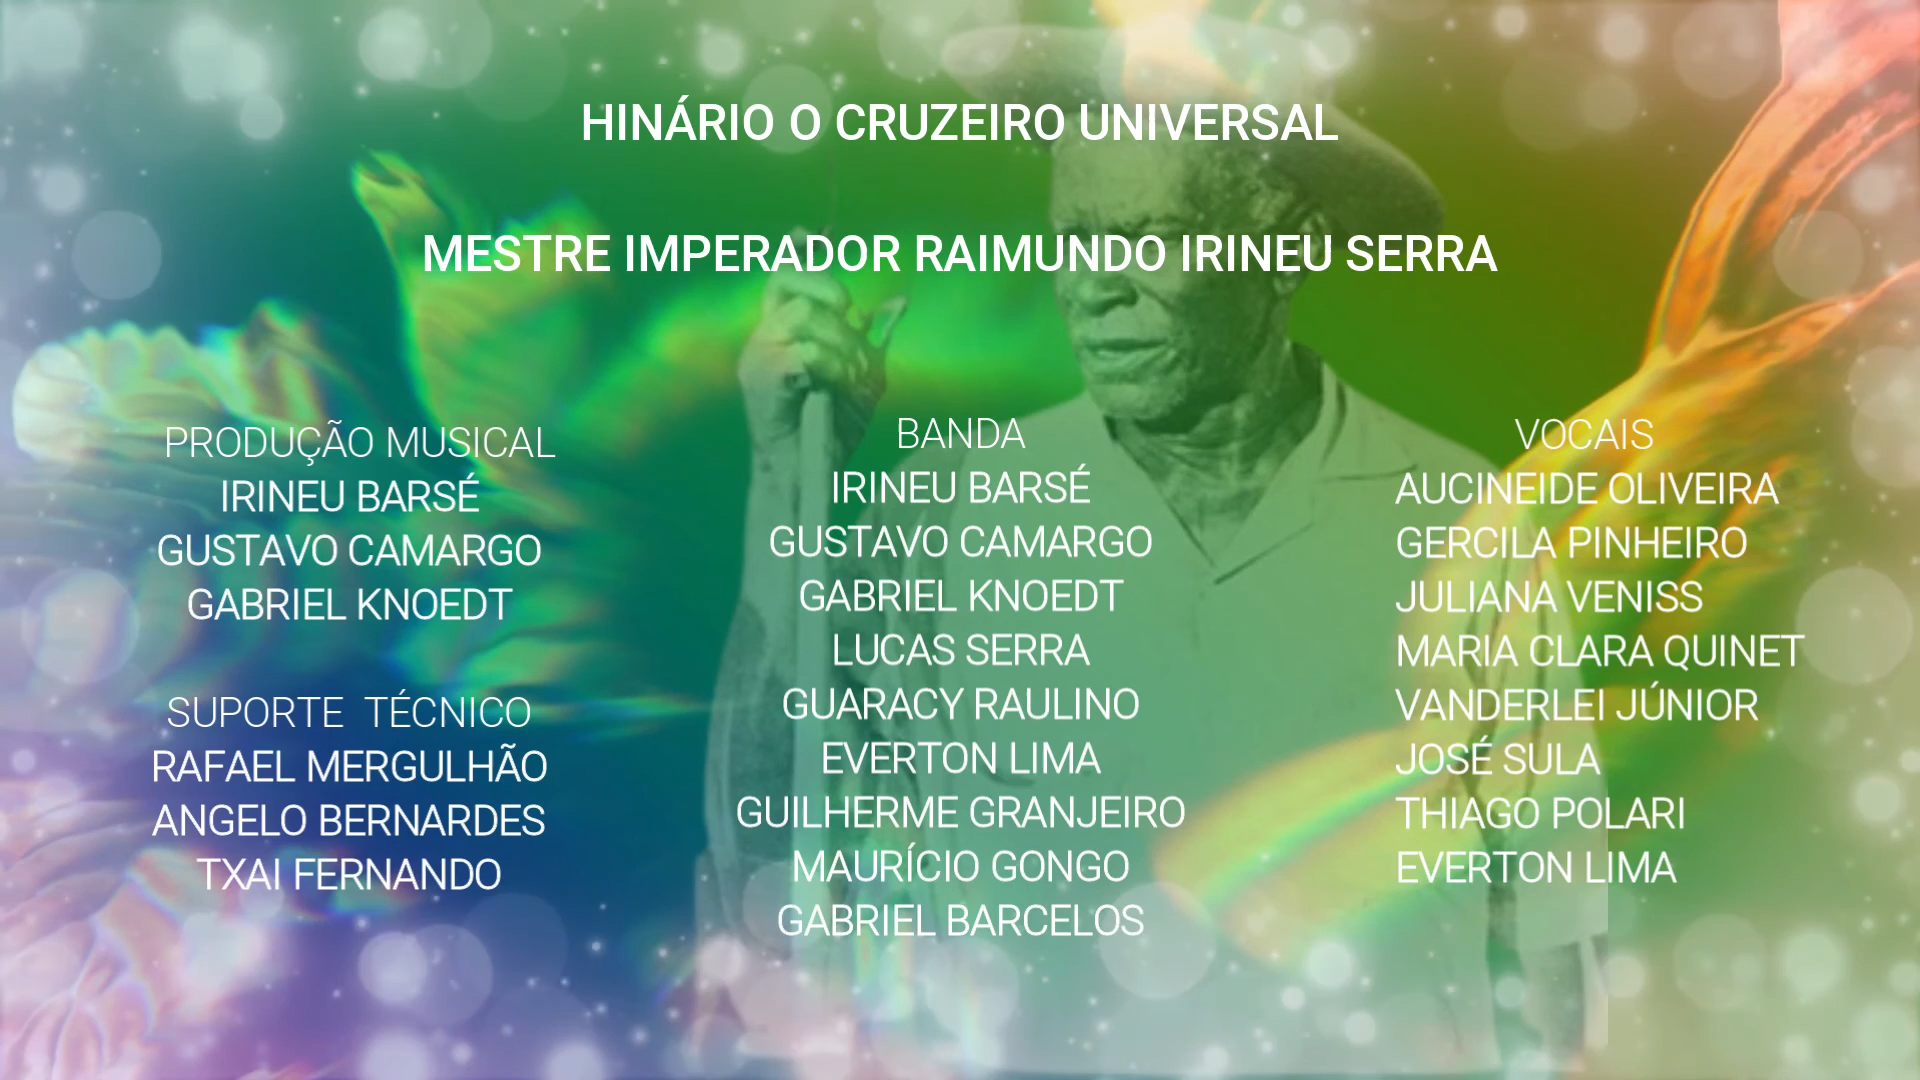 HINÁRIO O CRUZEIRO UNIVERSAL
MESTRE IMPERADOR RAIMUNDO IRINEU SERRA
PRODUÇÃO MUSICAL
IRINEU BARSÉ
GUSTAVO CAMARGO
GABRIEL KNOEDT
SUPORTE TÉCNICO
RAFAEL MERGULHÃO
ANGELO BERNARDES
TXAI FERNANDO
BANDA
IRINEU BARSÉ
GUSTAVO CAMARGO
GABRIEL KNOEDT
LUCAS SERRA
GUARACY RAULINO
EVERTON LIMA
GUILHERME GRANJEIRO
MAURÍCIO GONGO
GABRIEL BARCELOS
VOCAIS
AUCINEIDE OLIVEIRA
GERCILA PINHEIRO
JULIANA VENISS
MARIA CLARA QUINET
VANDERLEI JÚNIOR
JOSÉ SULA
THIAGO POLARI
EVERTON LIMA